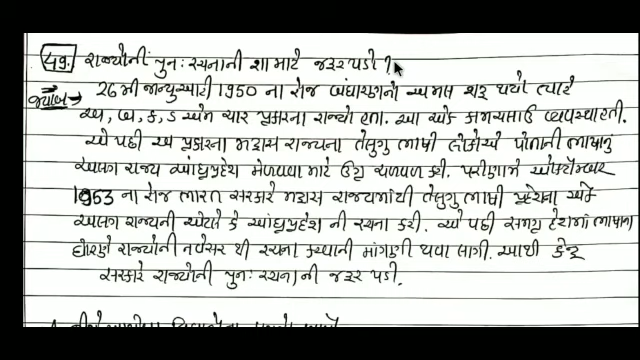 49. રાજ્યોની પુનઃ રચનાની શા માટે જરૂર પડી ?
જવાબ → 26 મી જાન્યુઆરી 1950 ના રોજ બંધારણનો અમલ શરૂ થયો ત્યારે
અ, બ, ક, ડ એમ ચાર પ્રકારના રાજ્યો હતા. આ એક કામચલાઉ વ્યવસ્થા હતી.
એ પછી અ પ્રકારના મદ્રાસ રાજ્યના તેલુગુ ભાષી લોકોએ પોતાની ભાષાનું
અલગ રાજ્ય આંધ્રપ્રદેશ મેળવવા માટે ઉગ્ર ચળવળ કરી. પરીણામે ઓક્ટોમ્બર
1953 ના રોજ ભારત સરકારે મદ્રાસ રાજ્યમાંથી તેલુગુ ભાષી પ્રદેશના એક
અલગ રાજ્યની એટલે કે આંધ્રપ્રદેશ ની રચના કરી. એ પછી સમગ્ર દેશમાં ભાષાના
ધોરણે રાજ્યોની નવેસર થી રચના કરવાની માંગણી થવા લાગી. આથી કેન્દ્ર
સરકારે રાજ્યોની પુનઃ રચનાની જરૂર પડી.